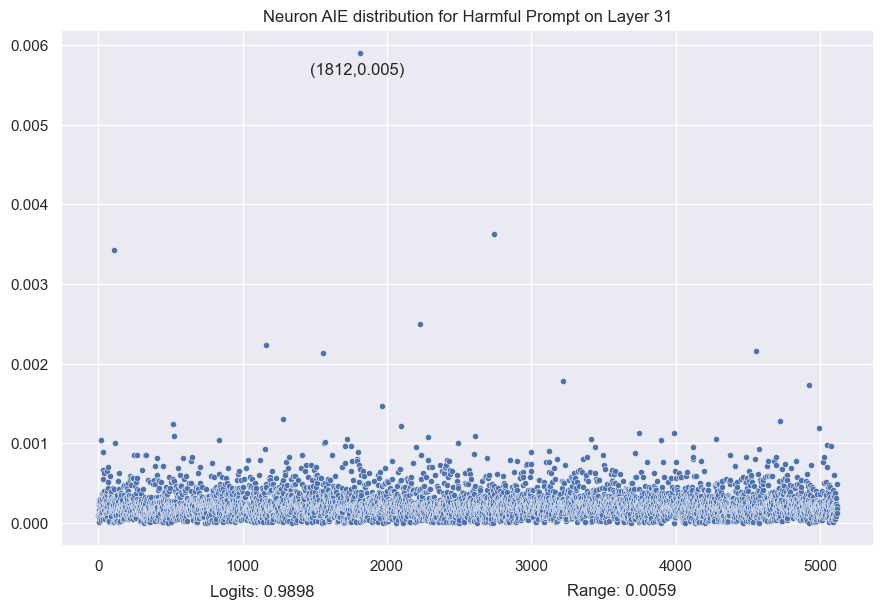 Neuron AIE distribution for Harmful Prompt on Layer 31
0.006
(1812,0.005)
0.005
0.004
0.003
0.002
0.001
0.000
0 1000 2000 3000 4000 5000
Logits: 0.9898 Range: 0.0059